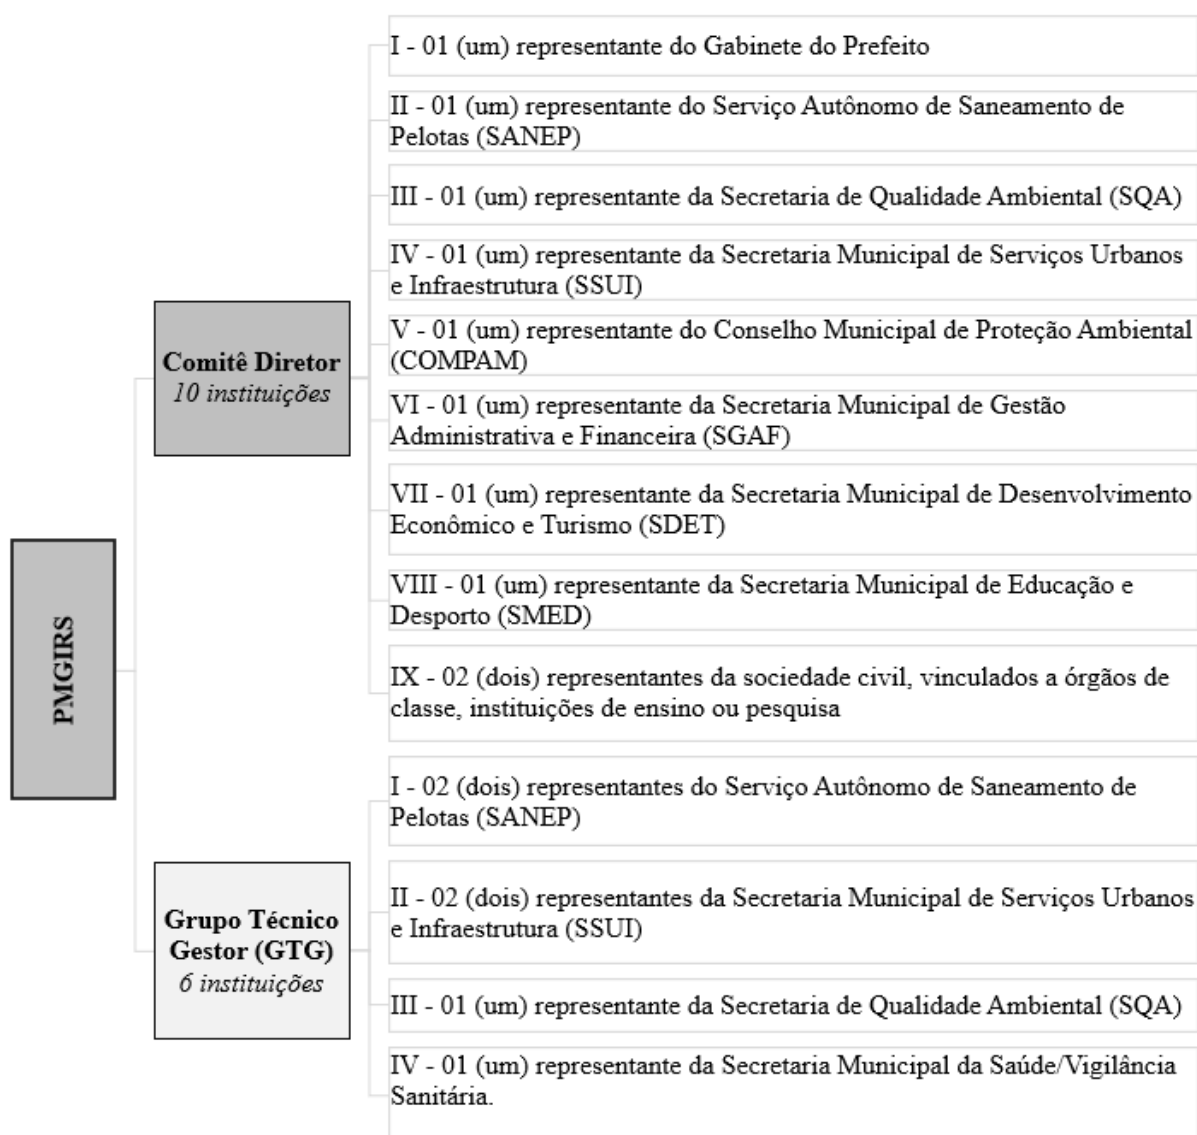 I - 01 (um) representante do Gabinete do Prefeito
II - 01 (um) representante do Serviço Autônomo de Saneamento de
Pelotas (SANEP)
III - 01 (um) representante da Secretaria de Qualidade Ambiental (SQA)
IV - 01 (um) representante da Secretaria Municipal de Serviços Urbanos
e Infraestrutura (SSUI)
V - 01 (um) representante do Conselho Municipal de Proteção Ambiental
(COMPAM)
VI - 01 (um) representante da Secretaria Municipal de Gestão
Administrativa e Financeira (SGAF)
VII - 01 (um) representante da Secretaria Municipal de Desenvolvimento
Econômico e Turismo (SDET)
VIII - 01 (um) representante da Secretaria Municipal de Educação e
Desporto (SMED)
IX - 02 (dois) representantes da sociedade civil, vinculados a órgãos de
classe, instituições de ensino ou pesquisa
Comitê Diretor
10 instituições
PMGIRS
Grupo Técnico
Gestor (GTG)
6 instituições
I - 02 (dois) representantes do Serviço Autônomo de Saneamento de
Pelotas (SANEP)
II - 02 (dois) representantes da Secretaria Municipal de Serviços Urbanos
e Infraestrutura (SSUI)
III - 01 (um) representante da Secretaria de Qualidade Ambiental (SQA)
IV - 01 (um) representante da Secretaria Municipal da Saúde/Vigilância
Sanitária.